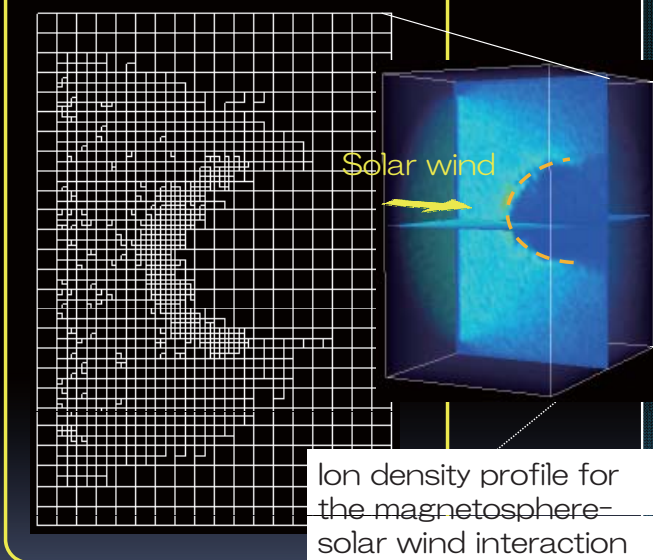 Solar wind
Ion density profile for
the magnetosphere-
solar wind interaction